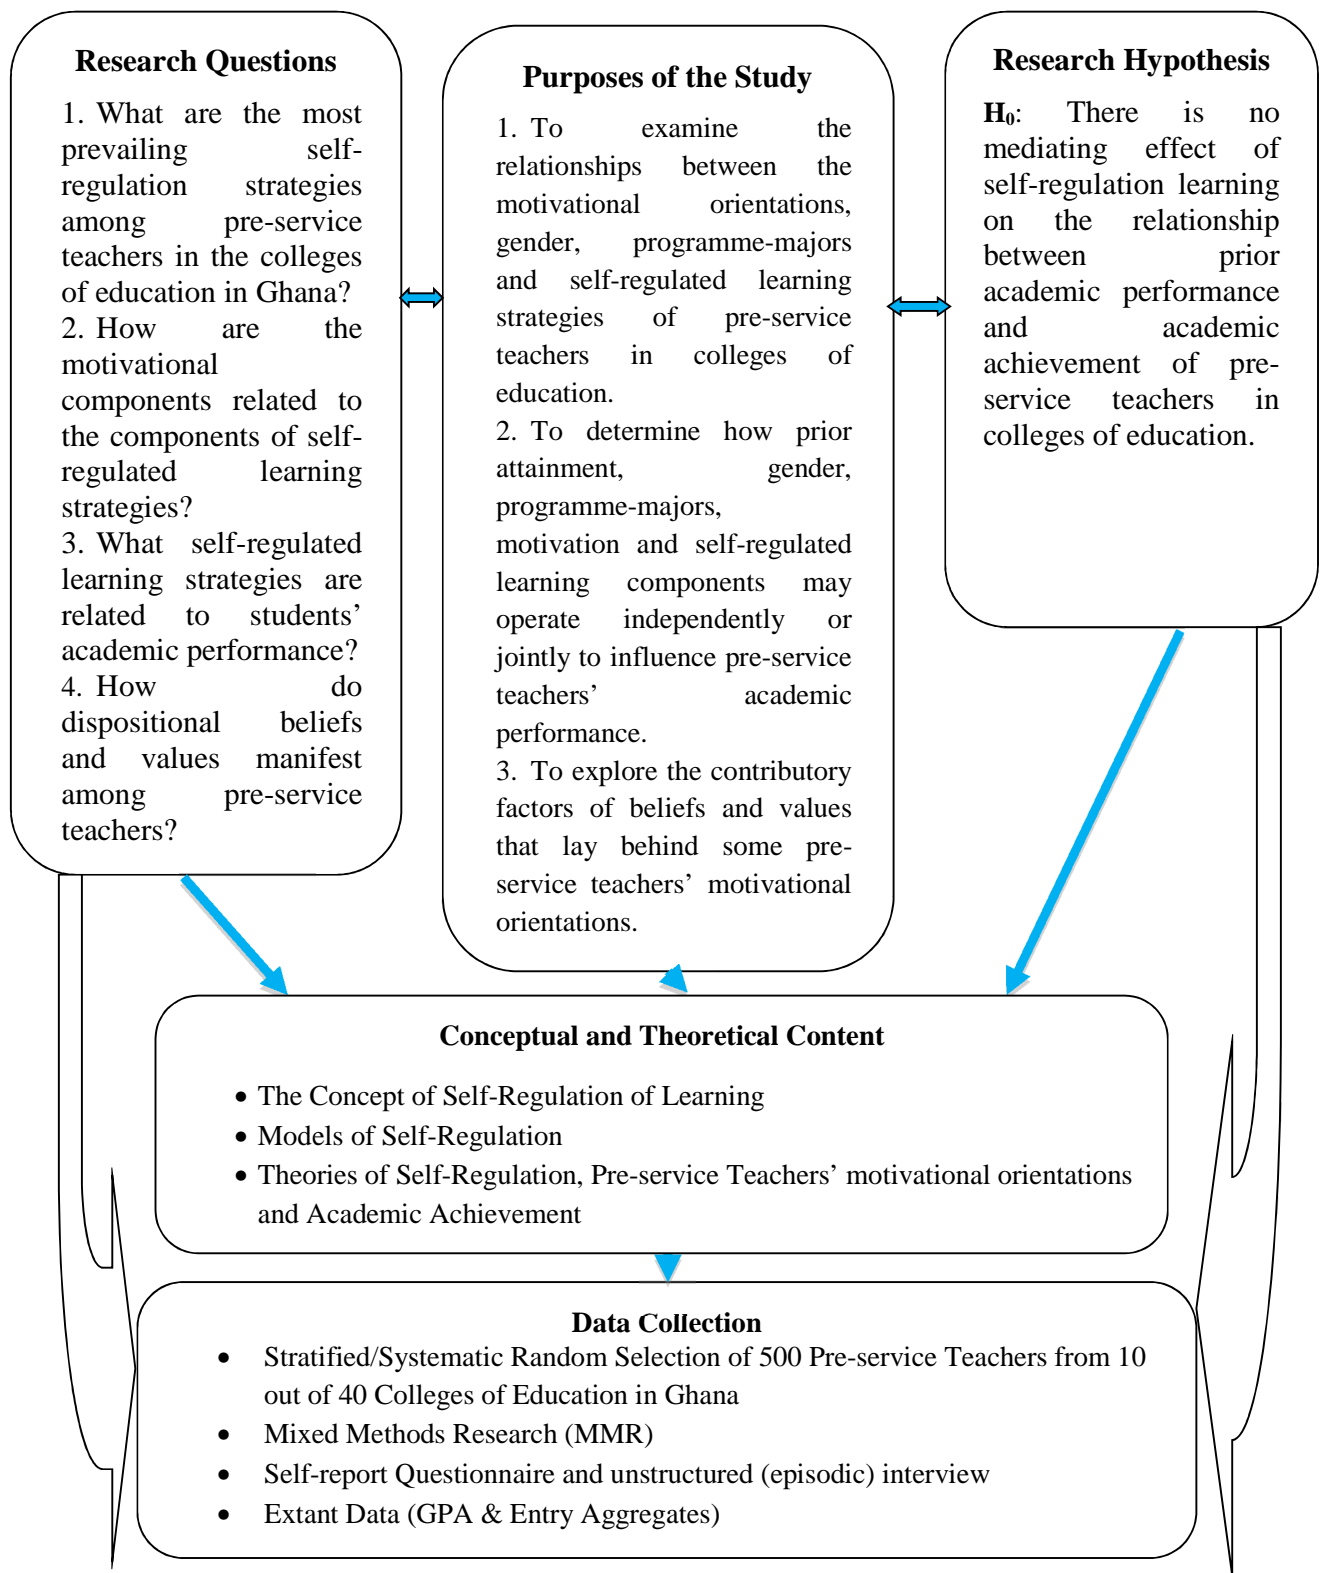 Research Questions
1. What are the most
prevailing self-
regulation strategies
among pre-service
teachers in the colleges
of education in Ghana?
2. How are the
motivational
components related to
the components of self-
regulated learning
strategies?
3. What self-regulated
learning strategies are
related to students’
academic performance?
4. How do
dispositional beliefs
and values manifest
among pre-service
teachers?
Purposes of the Study
1. To examine the
relationships between the
motivational orientations,
gender, programme-majors
and self-regulated learning
strategies of pre-service
teachers in colleges of
education.
2. To determine how prior
attainment, gender,
programme-majors,
motivation and self-regulated
learning components may
operate independently or
jointly to influence pre-service
teachers’ academic
performance.
3. To explore the contributory
factors of beliefs and values
that lay behind some pre-
service teachers’ motivational
orientations.
Research Hypothesis
H₀: There is no
mediating effect of
self-regulation learning
on the relationship
between prior
academic performance
and academic
achievement of pre-
service teachers in
colleges of education.
Conceptual and Theoretical Content
• The Concept of Self-Regulation of Learning
• Models of Self-Regulation
• Theories of Self-Regulation, Pre-service Teachers’ motivational orientations
and Academic Achievement
Data Collection
• Stratified/Systematic Random Selection of 500 Pre-service Teachers from 10
out of 40 Colleges of Education in Ghana
• Mixed Methods Research (MMR)
• Self-report Questionnaire and unstructured (episodic) interview
• Extant Data (GPA & Entry Aggregates)